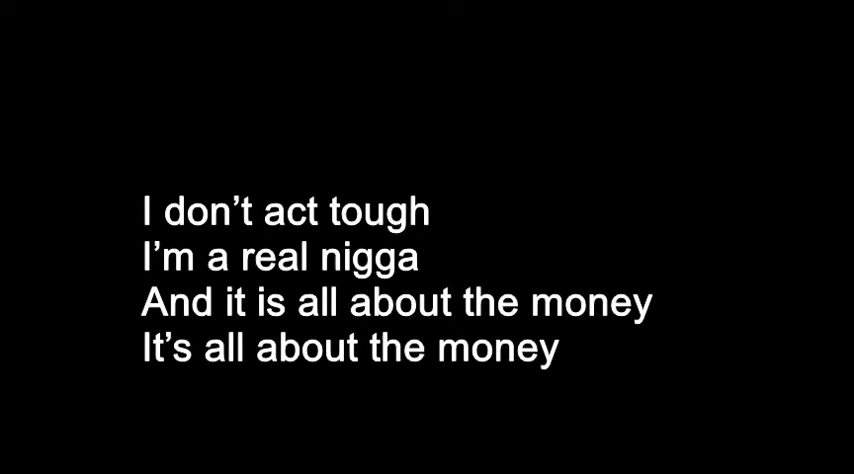 I don’t act tough
I’m a real nigga
And it is all about the money
It’s all about the money